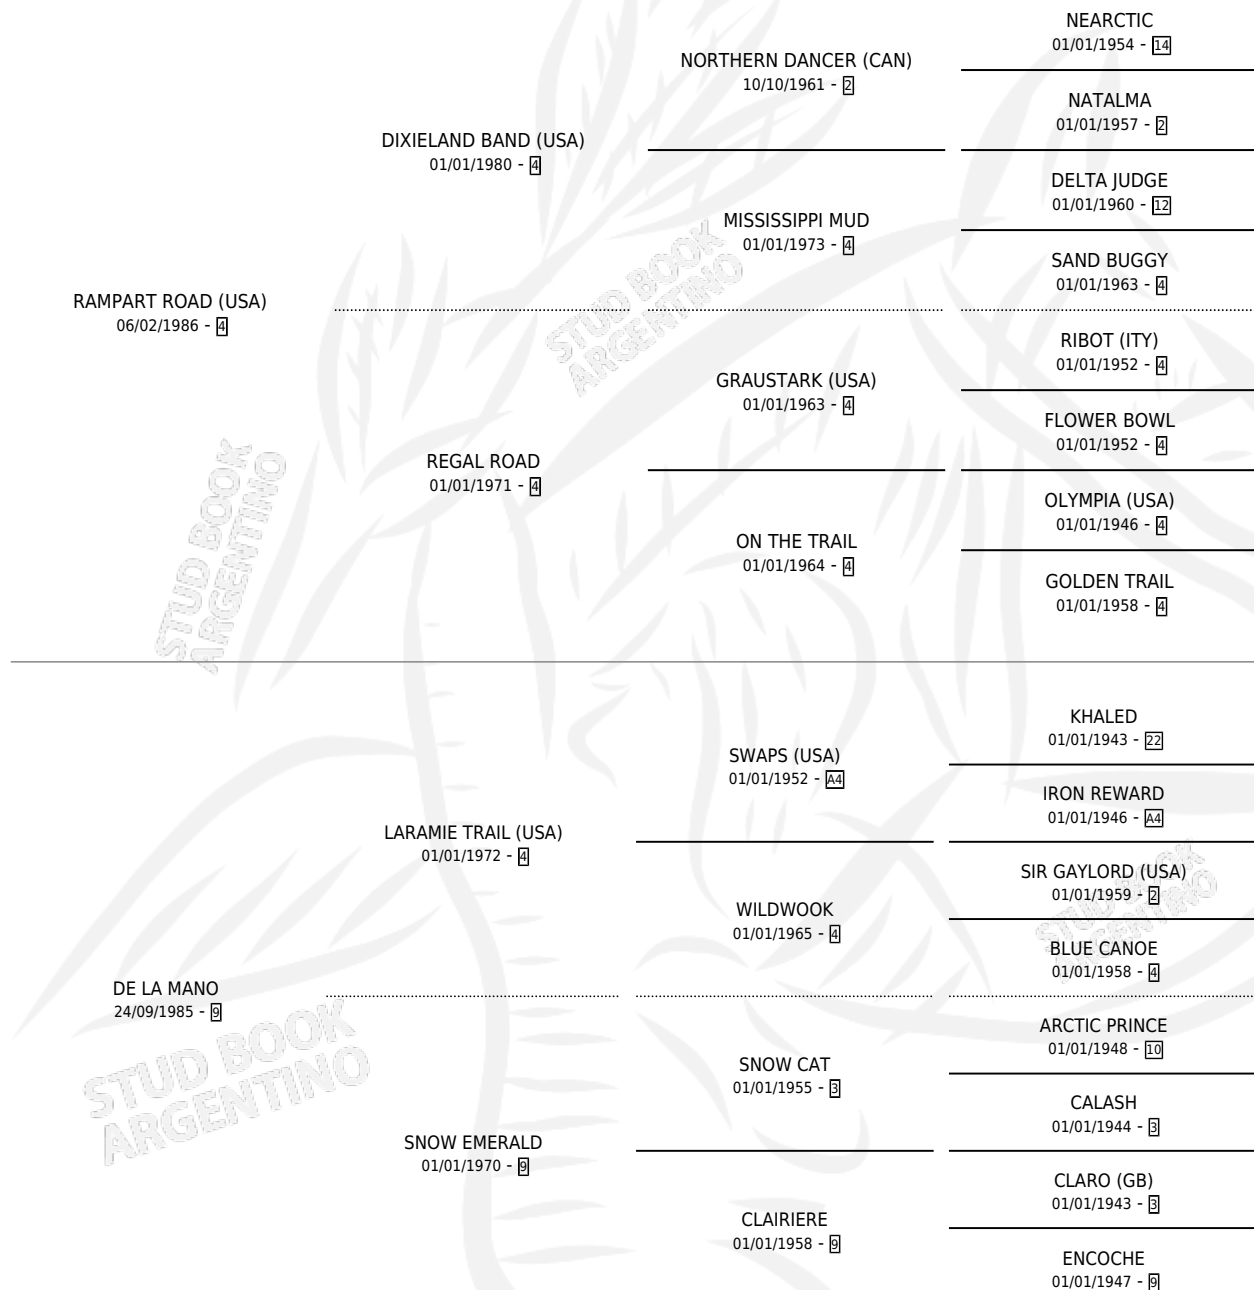 NEARCTIC
01/01/1954 - 14
NORTHERN DANCER (CAN)
10/10/1961 - 2
NATALMA
01/01/1957 - 2
DIXIELAND BAND (USA)
01/01/1980 - 4
DELTA JUDGE
01/01/1960 - 12
MISSISSIPPI MUD
01/01/1973 - 4
SAND BUGGY
01/01/1963 - 4
RAMPART ROAD (USA)
06/02/1986 - 4
STUD BOOK
ARGENTINO
RIBOT (ITY)
01/01/1952 - 4
GRAUSTARK (USA)
01/01/1963 - 4
FLOWER BOWL
01/01/1952 - 4
REGAL ROAD
01/01/1971 - 4
OLYMPIA (USA)
01/01/1946 - 4
ON THE TRAIL
01/01/1964 - 4
GOLDEN TRAIL
01/01/1958 - 4
STUD BOOK
ARGENTINO
KHALED
01/01/1943 - 22
SWAPS (USA)
01/01/1952 - A4
IRON REWARD
01/01/1946 - A4
LARAMIE TRAIL (USA)
01/01/1972 - 4
SIR GAYLORD (USA)
01/01/1959 - 2
WILDWOOK
01/01/1965 - 4
BLUE CANOE
01/01/1958 - 4
STUD BOOK
ARGENTINO
DE LA MANO
24/09/1985 - 9
STUD BOOK
ARGENTINO
ARCTIC PRINCE
01/01/1948 - 10
SNOW CAT
01/01/1955 - 3
CALASH
01/01/1944 - 3
SNOW EMERALD
01/01/1970 - 9
CLARO (GB)
01/01/1943 - 3
CLAIRIERE
01/01/1958 - 9
ENCOCHE
01/01/1947 - 9